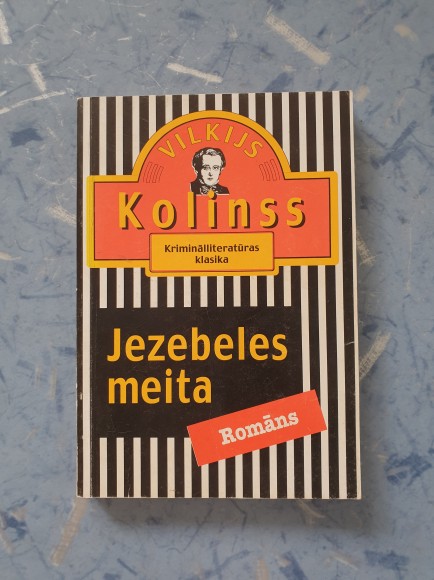 VILKIJS
Kolinss
Kriminālliteratūras
klasika
Jezebeles
meita
Romāns